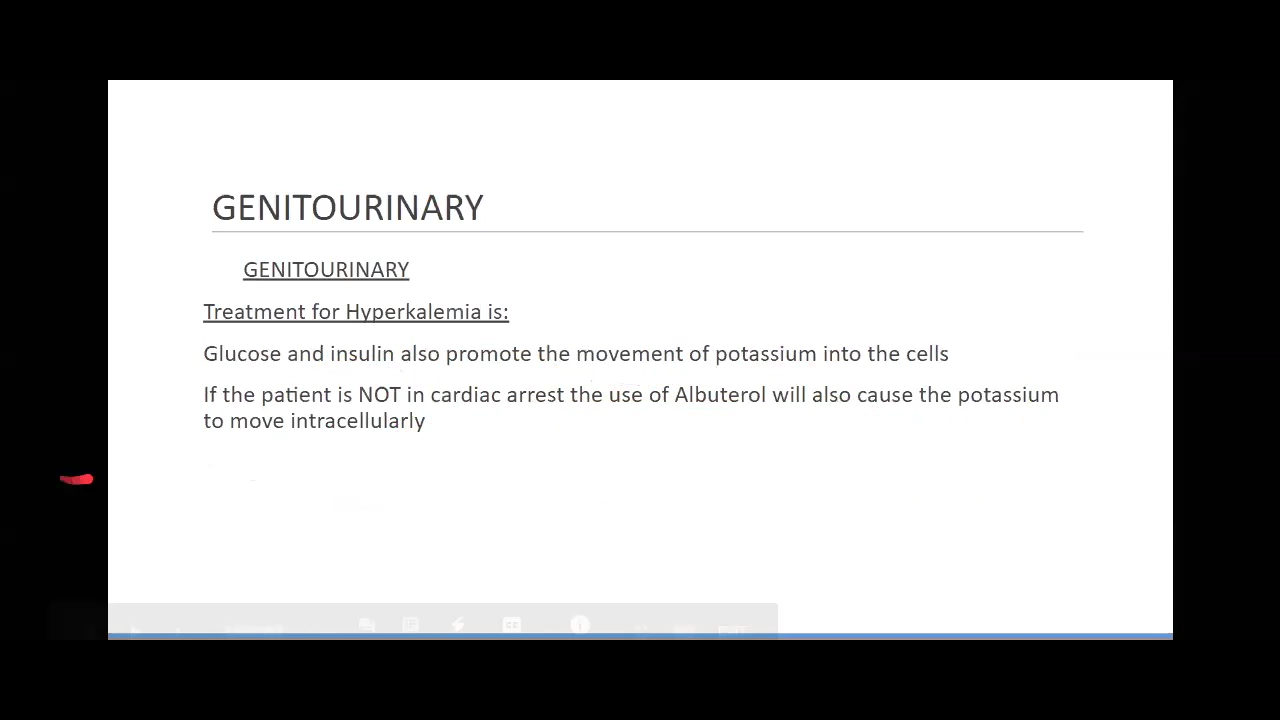 GENITOURINARY
GENITOURINARY
Treatment for Hyperkalemia is:
Glucose and insulin also promote the movement of potassium into the cells
If the patient is NOT in cardiac arrest the use of Albuterol will also cause the potassium
to move intracellularly
CC